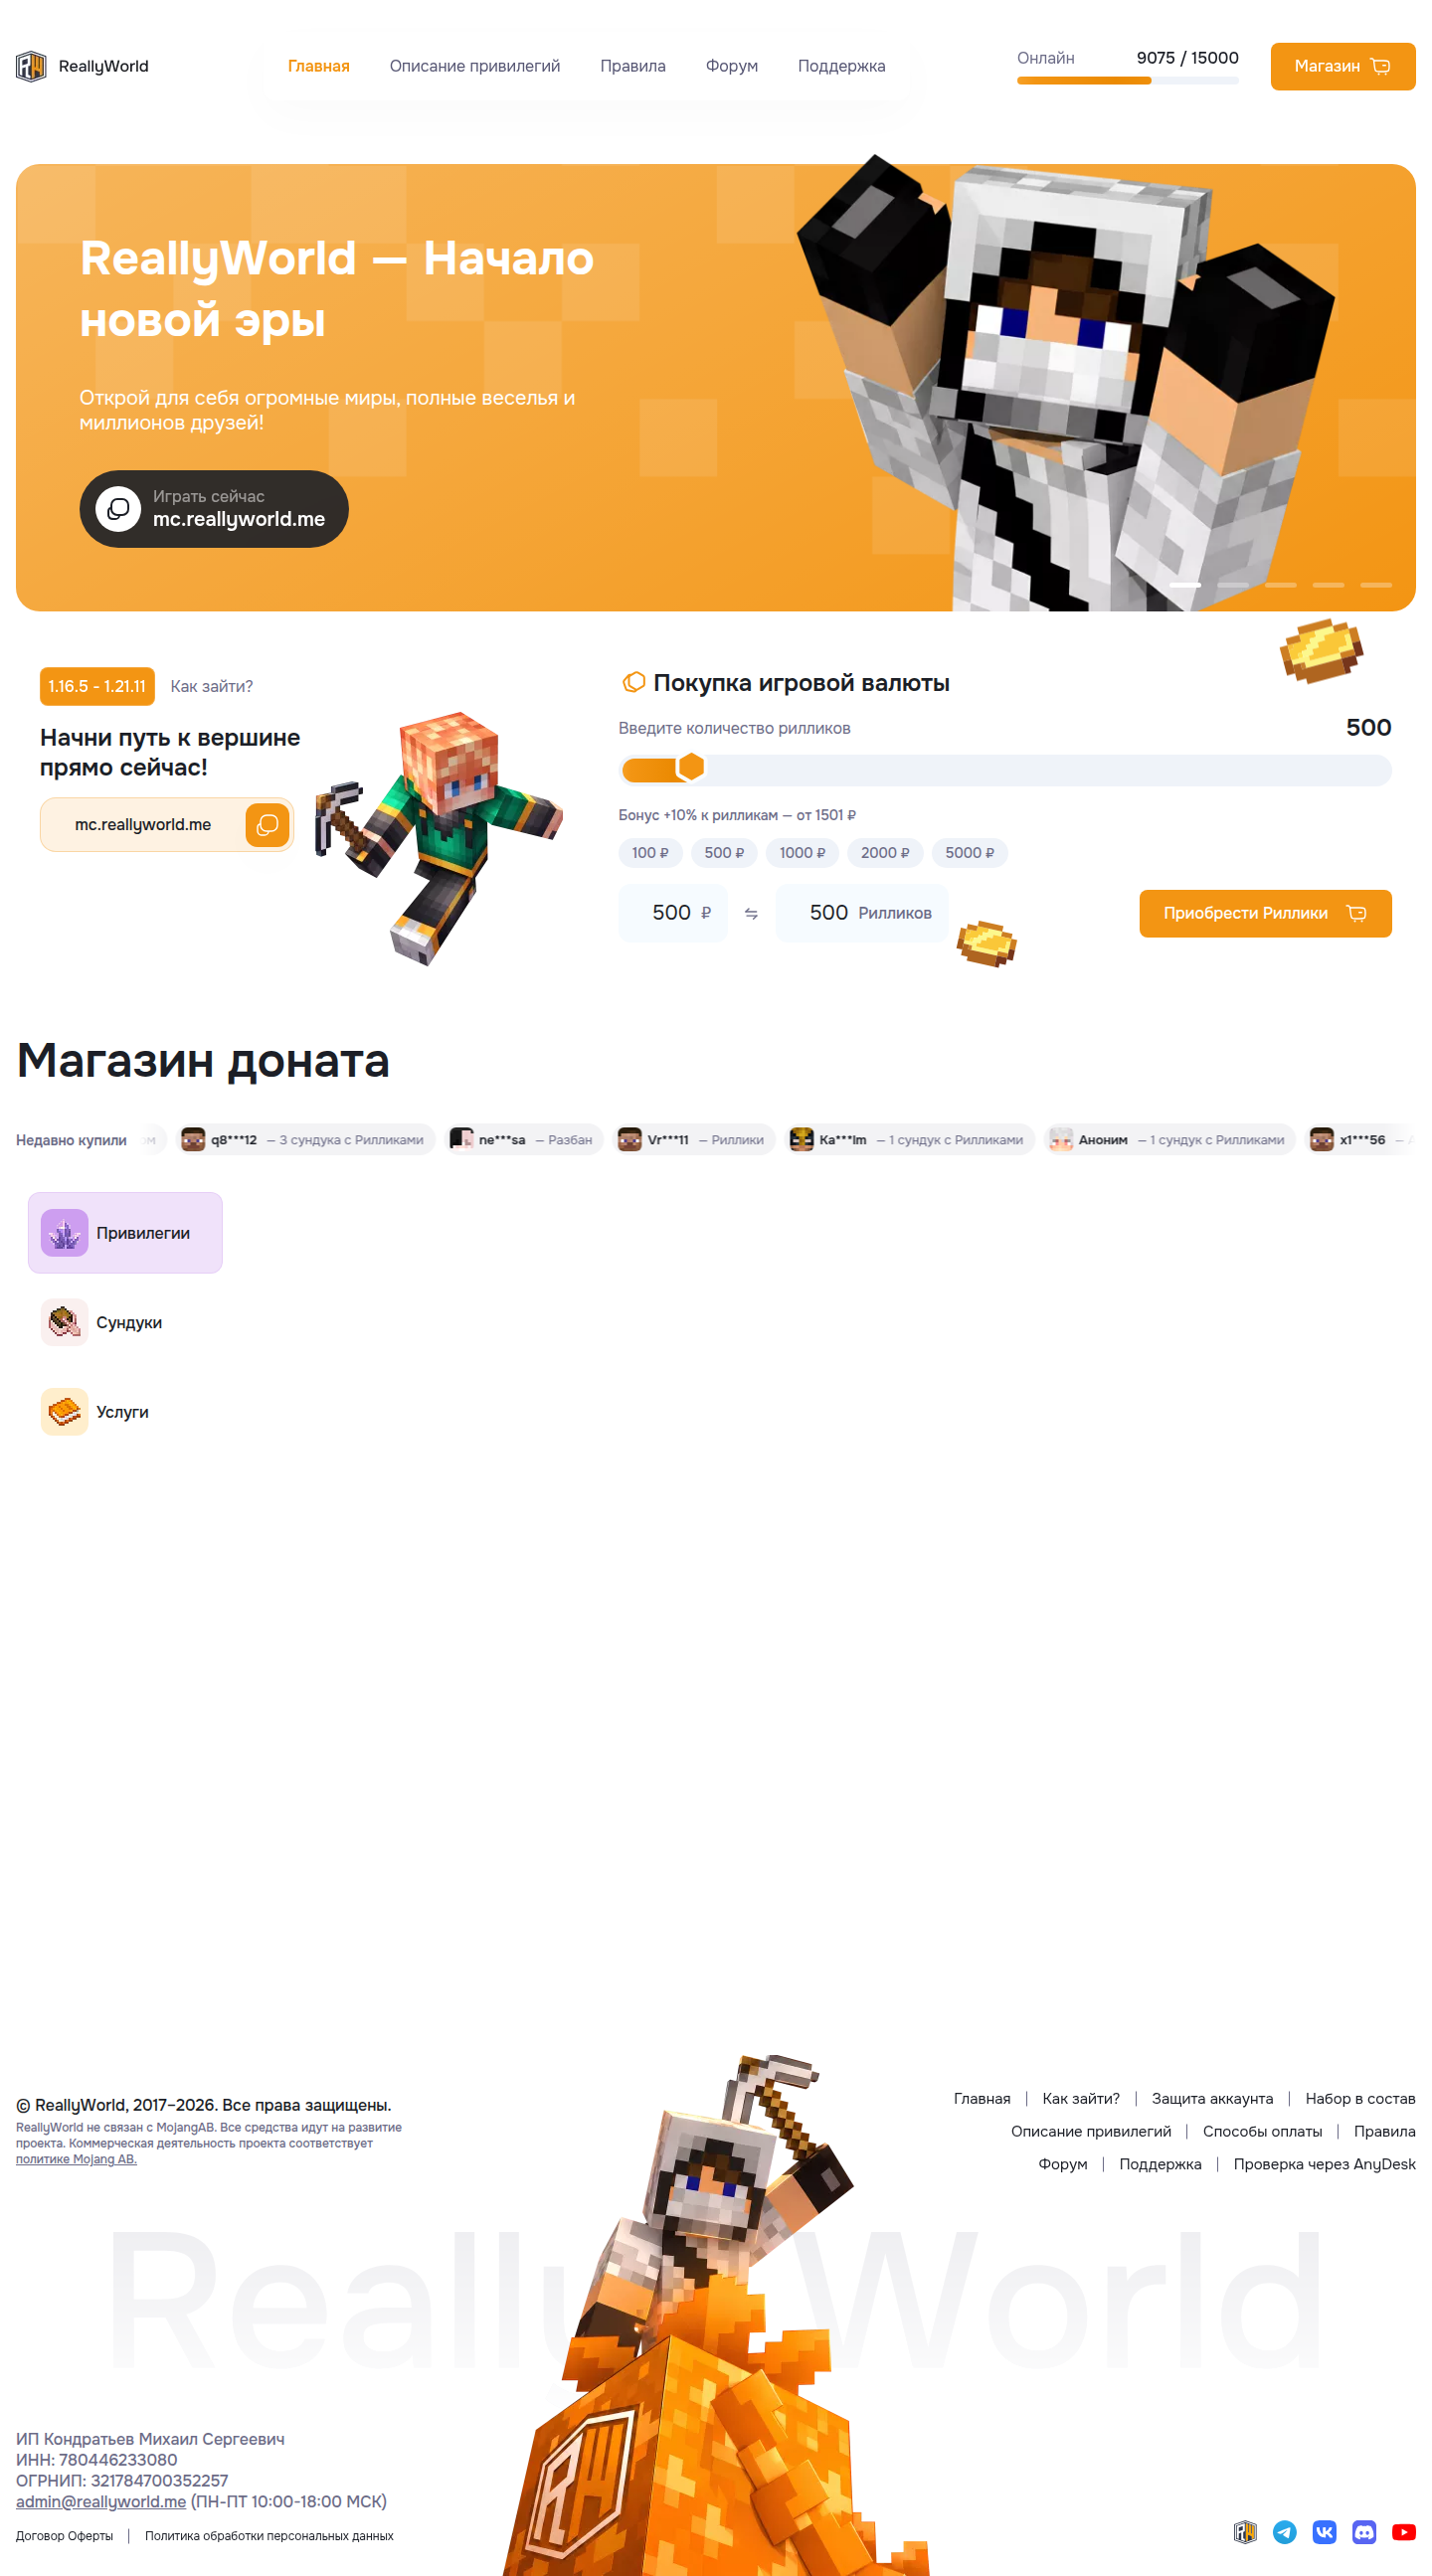 ReallyWorld
Главная
Описание привилегий
Правила
Форум
Поддержка
Онлайн
9075 / 15000
Магазин
ReallyWorld — Начало
новой эры
Открой для себя огромные миры, полные веселья и
миллионов друзей!
Играть сейчас
mc.reallyworld.me
1.16.5 - 1.21.11
Как зайти?
Начни путь к вершине
прямо сейчас!
mc.reallyworld.me
Покупка игровой валюты
Введите количество рилликов
500
Бонус +10% к рилликам — от 1501 ₽
100 ₽
500 ₽
1000 ₽
2000 ₽
5000 ₽
500 ₽
500 Рилликов
Приобрести Риллики
Магазин доната
Недавно купили
q8***12 — 3 сундука с Рилликами
ne***sa — Разбан
Vr***11 — Риллики
Ka***im — 1 сундук с Рилликами
Аноним — 1 сундук с Рилликами
x1***56 —
Привилегии
Сундуки
Услуги
© ReallyWorld, 2017–2026. Все права защищены.
ReallyWorld не связан с MojangAB. Все средства идут на развитие
проекта. Коммерческая деятельность проекта соответствует
политике Mojang AB.
Главная | Как зайти? | Защита аккаунта | Набор в состав
Описание привилегий | Способы оплаты | Правила
Форум | Поддержка | Проверка через AnyDesk
ReallyWorld
ИП Кондратьев Михаил Сергеевич
ИНН: 780446233080
ОГРНИП: 321784700352257
admin@reallyworld.me (ПН-ПТ 10:00-18:00 МСК)
Договор Оферты | Политика обработки персональных данных